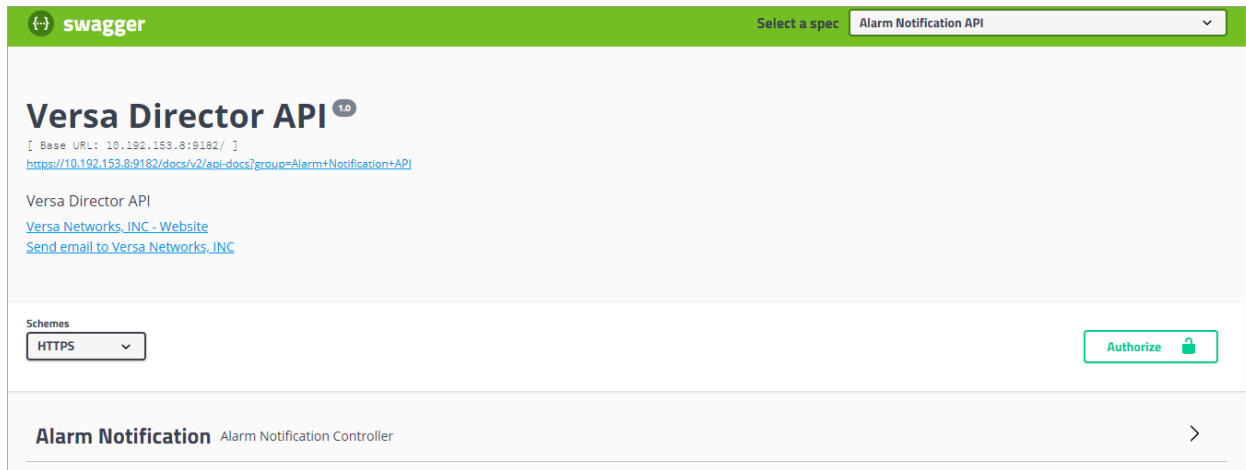 {··} swagger
Select a spec Alarm Notification API
Versa Director API 1.0
[ Base URL: 10.192.153.8:9182/ ]
https://10.192.153.8:9182/docs/v2/api-docs?group=Alarm+Notification+API
Versa Director API
Versa Networks, INC - Website
Send email to Versa Networks, INC
Schemes
HTTPS
Authorize
Alarm Notification Alarm Notification Controller